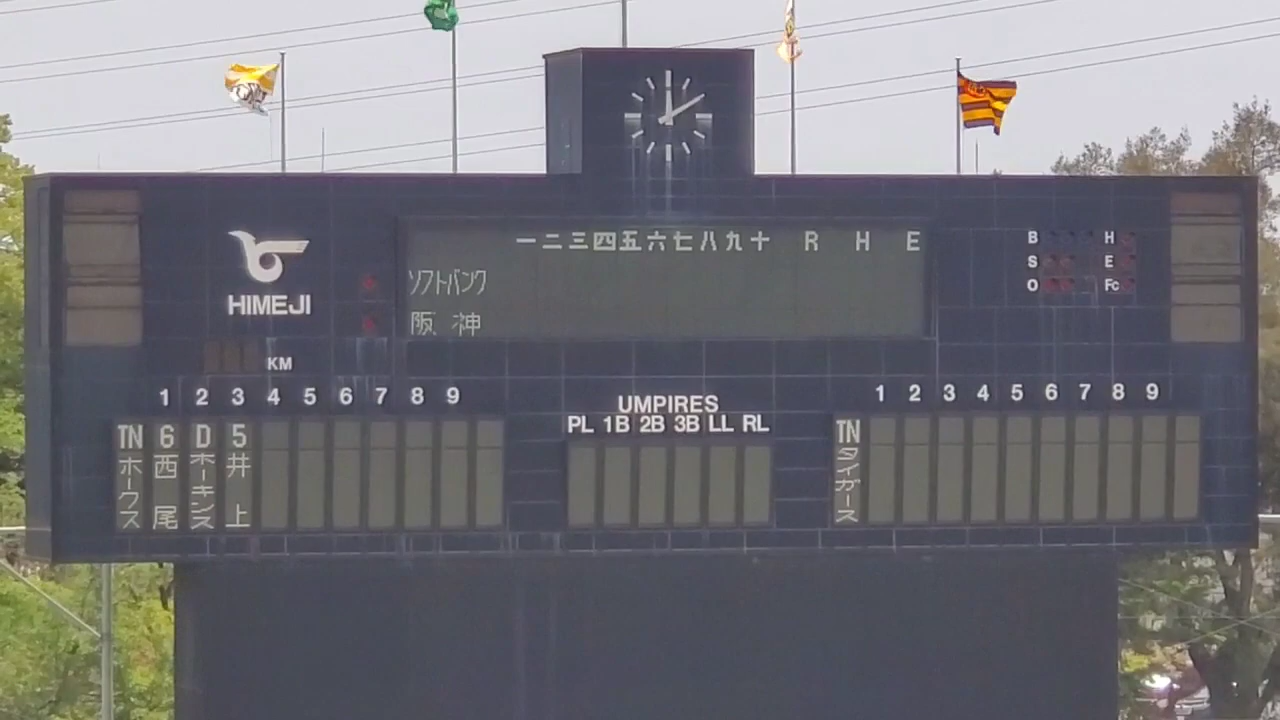 一二三四五六七八九十 R H E
ソフトバンク
阪神
HIMEJI
KM
B H
S E
O Fc
1 2 3 4 5 6 7 8 9
TN 6 D 5
ホークス 西尾 ホーキンス 井上
UMPIRES
PL 1B 2B 3B LL RL
1 2 3 4 5 6 7 8 9
TN
タイガース